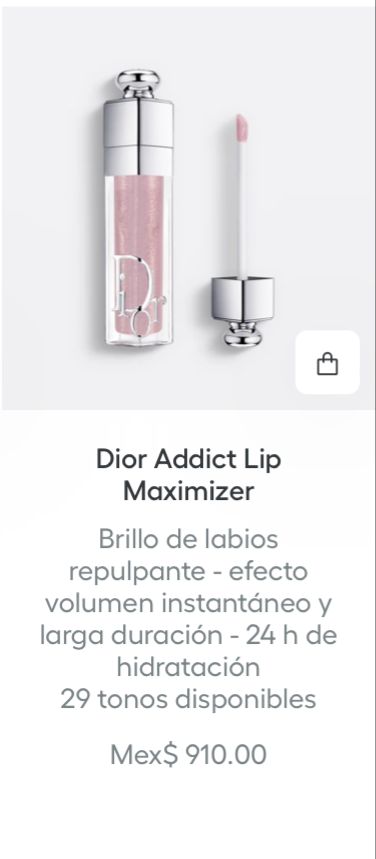 Dior
Dior Addict Lip
Maximizer
Brillo de labios
repulpante - efecto
volumen instantáneo y
larga duración - 24 h de
hidratación
29 tonos disponibles
Mex$ 910.00